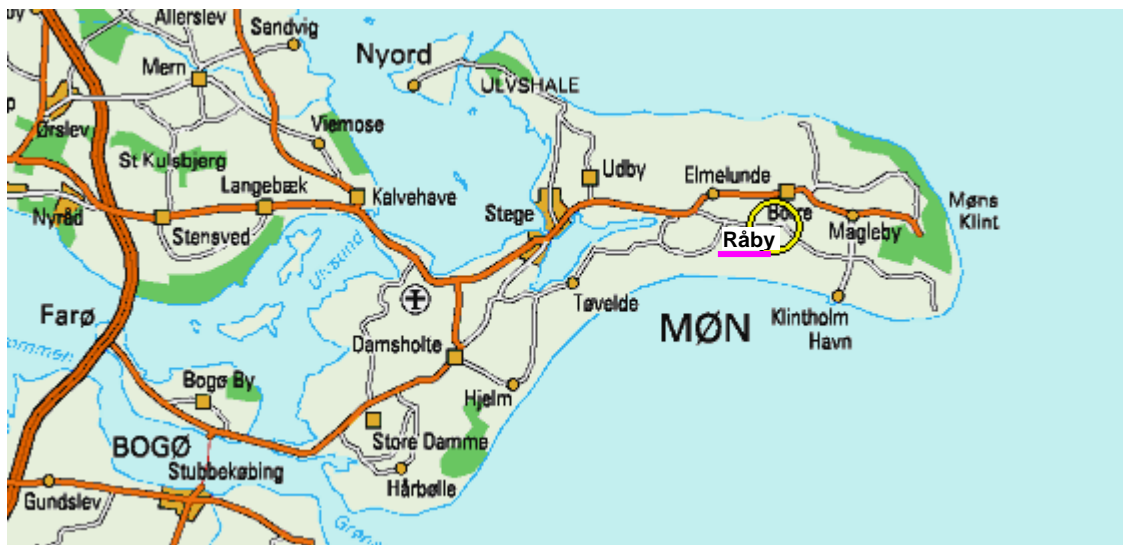 Allerslev
Sandvig
Nyord
Mern
ULVSHALE
Ørslev
Viemose
St Kulsbjerg
Udby
Elmelunde
Langebæk
Kalvehave
Stege
Borre
Møns
Klint
Nyråd
Stensved
Magleby
Råby
Ulvsund
Farø
Tøvelde
MØN
Klintholm
Havn
Damsholte
Bogø By
Hjelm
BOGØ
Store Damme
Stubbekøbing
Hårbølle
Gundslev